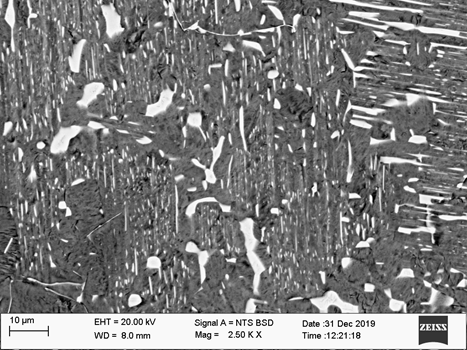 10 µm
EHT = 20.00 kV
Signal A = NTS BSD
Date :31 Dec 2019
ZEISS
WD = 8.0 mm
Mag = 2.50 K X
Time :12:21:18